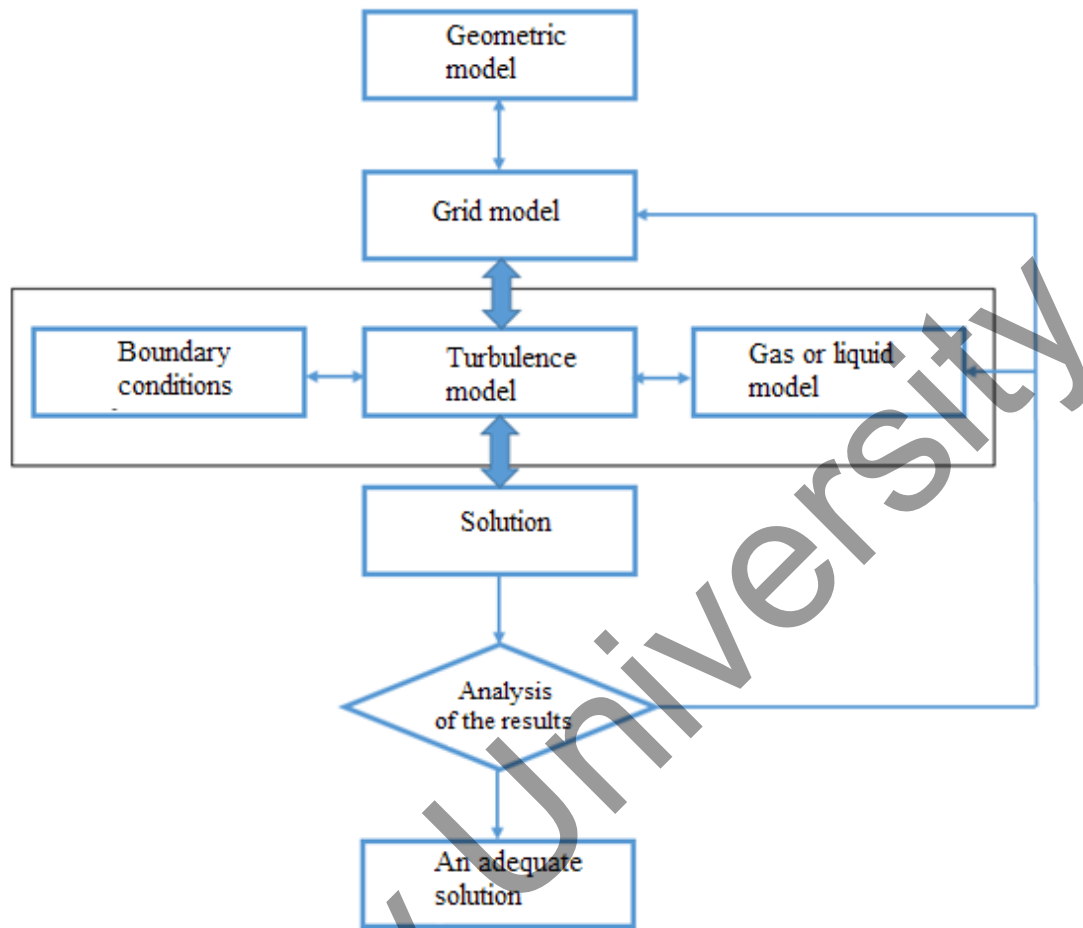 Geometric
model
Grid model
Boundary
conditions
Turbulence
model
Gas or liquid
model
Solution
Analysis
of the results
An adequate
solution
University